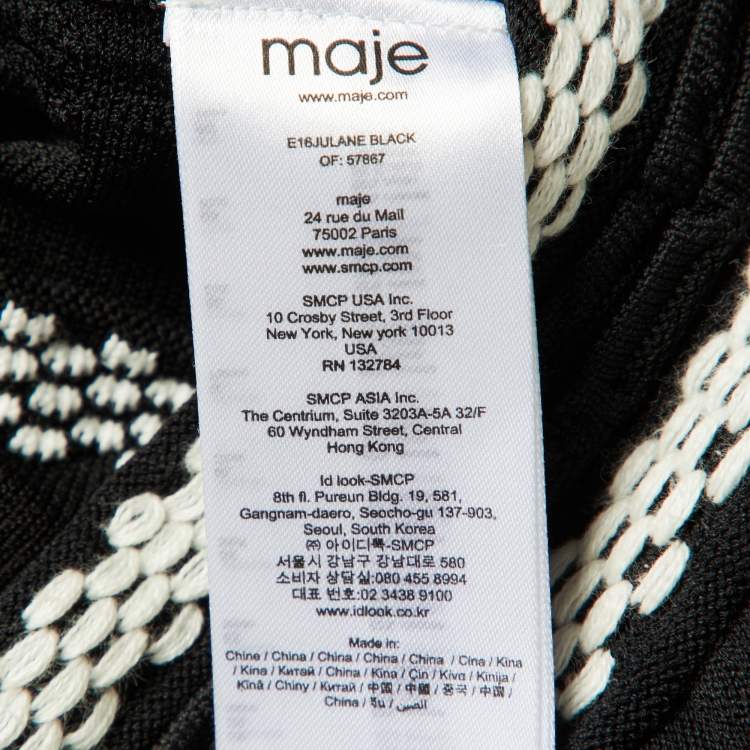 maje
www.maje.com
E16JULANE BLACK
OF: 57867
maje
24 rue du Mail
75002 Paris
www.maje.com
www.smcp.com
SMCP USA Inc.
10 Crosby Street, 3rd Floor
New York, New york 10013
USA
RN 132784
SMCP ASIA Inc.
The Centrium, Suite 3203A-5A 32/F
60 Wyndham Street, Central
Hong Kong
Id look-SMCP
8th fl. Pureun Bldg. 19, 581,
Gangnam-daero, Seocho-gu 137-903,
Seoul, South Korea
㈜ 아이디룩-SMCP
서울시 강남구 강남대로 580
소비자 상담실:080 455 8994
대표 번호:02 3438 9100
www.idlook.co.kr
Made in:
Chine / China / China / China / China / Cina / Kina
/ Kina / Китай / China / Kina / Çin / Κίνα / Kinija /
Kīnā / Chiny / Китай / 中国 / 中國 / 중국 / 中国 /
China / จีน / الصين